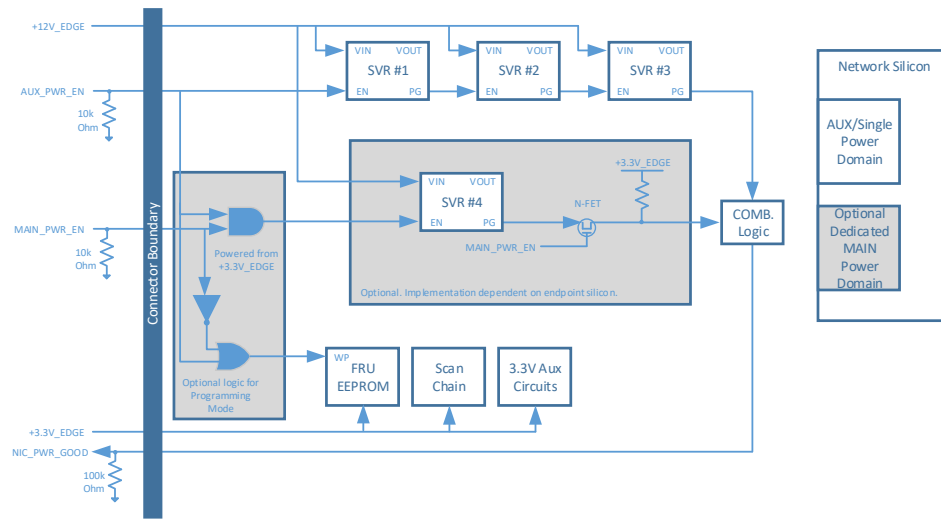 +12V_EDGE
VIN VOUT
SVR #1
EN PG
VIN VOUT
SVR #2
EN PG
VIN VOUT
SVR #3
EN PG
Network Silicon
AUX_PWR_EN
10k
Ohm
AUX/Single
Power
Domain
Connector Boundary
+3.3V_EDGE
VIN VOUT
SVR #4
EN PG
N-FET
MAIN_PWR_EN
COMB.
Logic
Optional
Dedicated
MAIN
Power
Domain
MAIN_PWR_EN
10k
Ohm
Powered from
+3.3V_EDGE
Optional. Implementation dependent on endpoint silicon.
WP
FRU
EEPROM
Scan
Chain
3.3V Aux
Circuits
Optional logic for
Programming
Mode
+3.3V_EDGE
NIC_PWR_GOOD
100k
Ohm